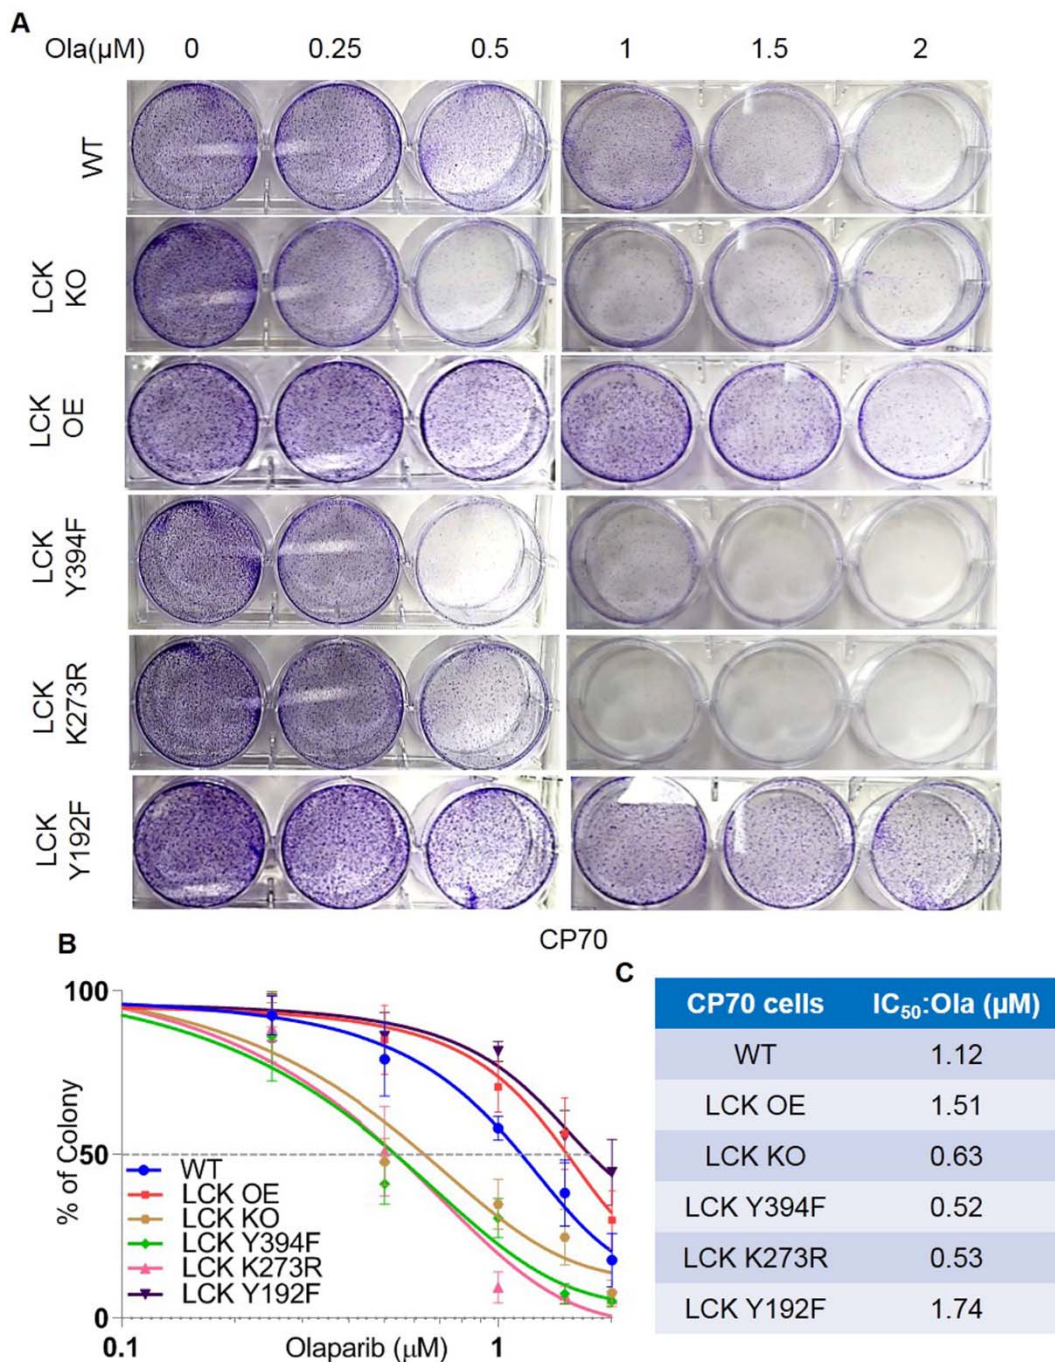 A
Ola(µM) 0 0.25 0.5 1 1.5 2
WT
LCK
KO
LCK
OE
LCK
Y394F
LCK
K273R
LCK
Y192F
CP70
B
100
50
0
% of Colony
WT
LCK OE
LCK KO
LCK Y394F
LCK K273R
LCK Y192F
0.1 Olaparib (µM) 1
C
CP70 cells IC50:Ola (µM)
WT 1.12
LCK OE 1.51
LCK KO 0.63
LCK Y394F 0.52
LCK K273R 0.53
LCK Y192F 1.74